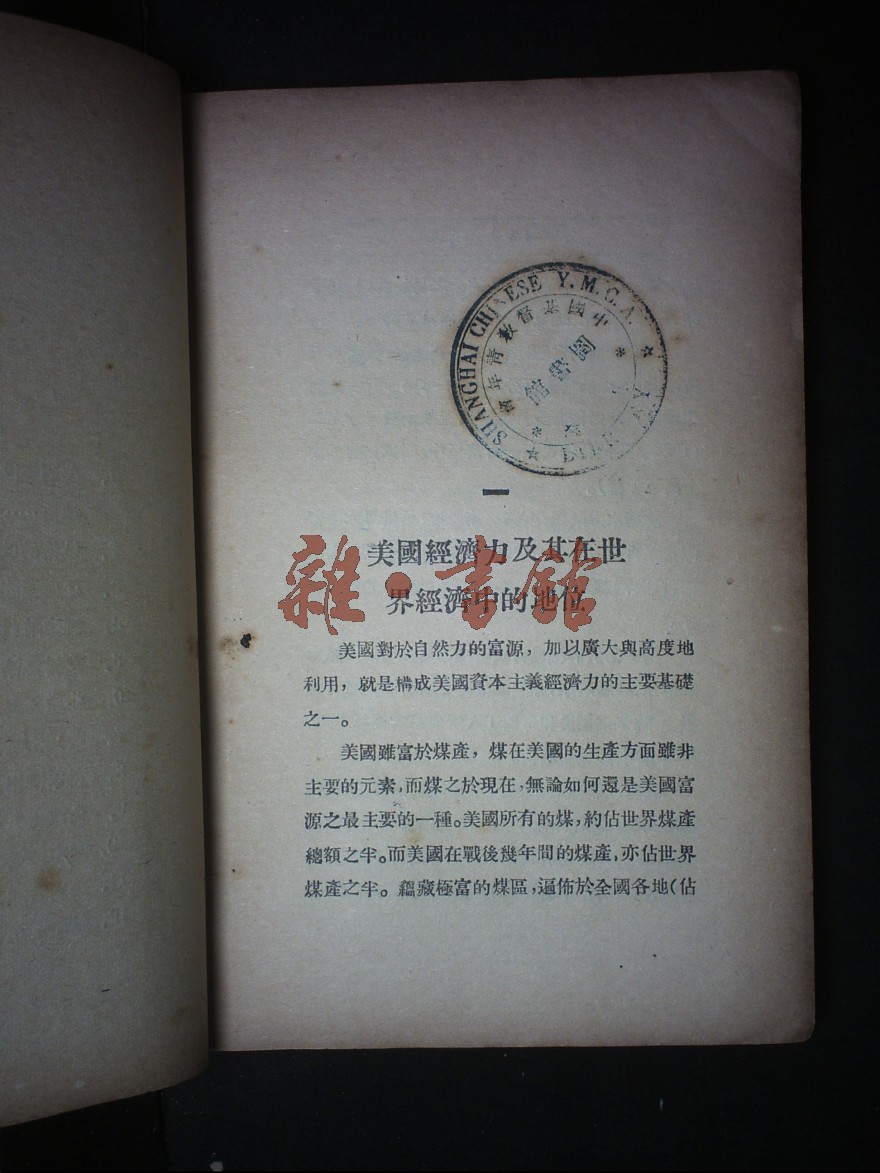 SHANGHAI CHINESE Y.M.C.A.
中國基督教青年會
圖書館
一
美國經濟力及其在世
界經濟中的地位
雜·書館
美國對於自然力的富源，加以廣大與高度地
利用，就是構成美國資本主義經濟力的主要基礎
之一。
美國雖富於煤產，煤在美國的生產方面雖非
主要的元素，而煤之於現在，無論如何還是美國富
源之最主要的一種。美國所有的煤，約佔世界煤產
總額之半。而美國在戰後幾年間的煤產，亦佔世界
煤產之半。蘊藏極富的煤區，遍佈於全國各地（佔